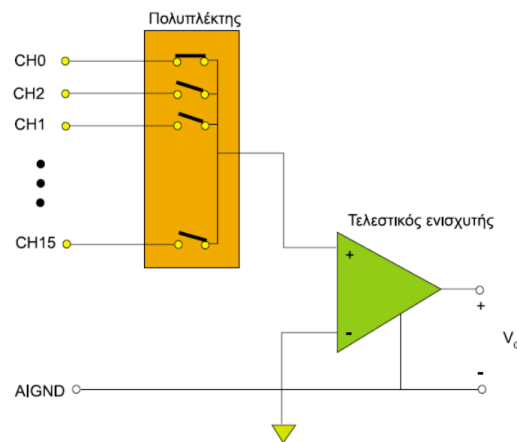 Πολυπλέκτης
CH0
CH2
CH1
CH15
Τελεστικός ενισχυτής
+
-
+
V
-
AIGND